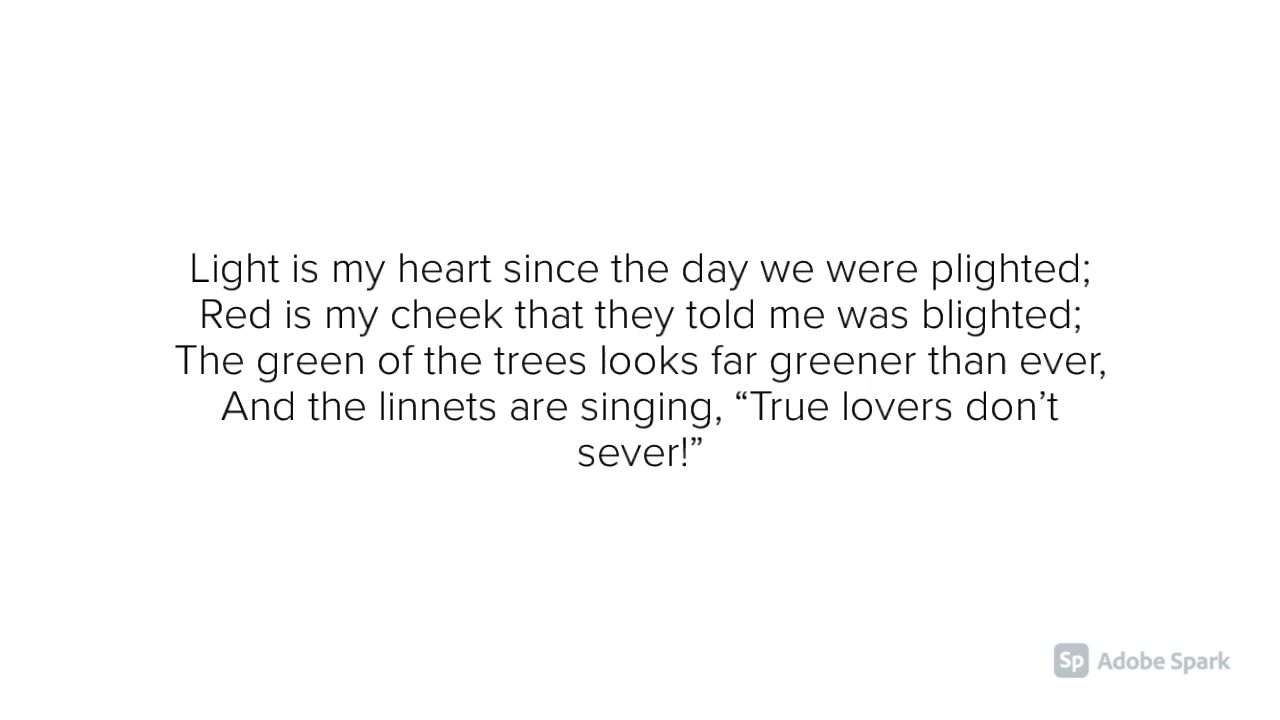 Light is my heart since the day we were plighted;
Red is my cheek that they told me was blighted;
The green of the trees looks far greener than ever,
And the linnets are singing, “True lovers don’t
sever!”
Sp Adobe Spark